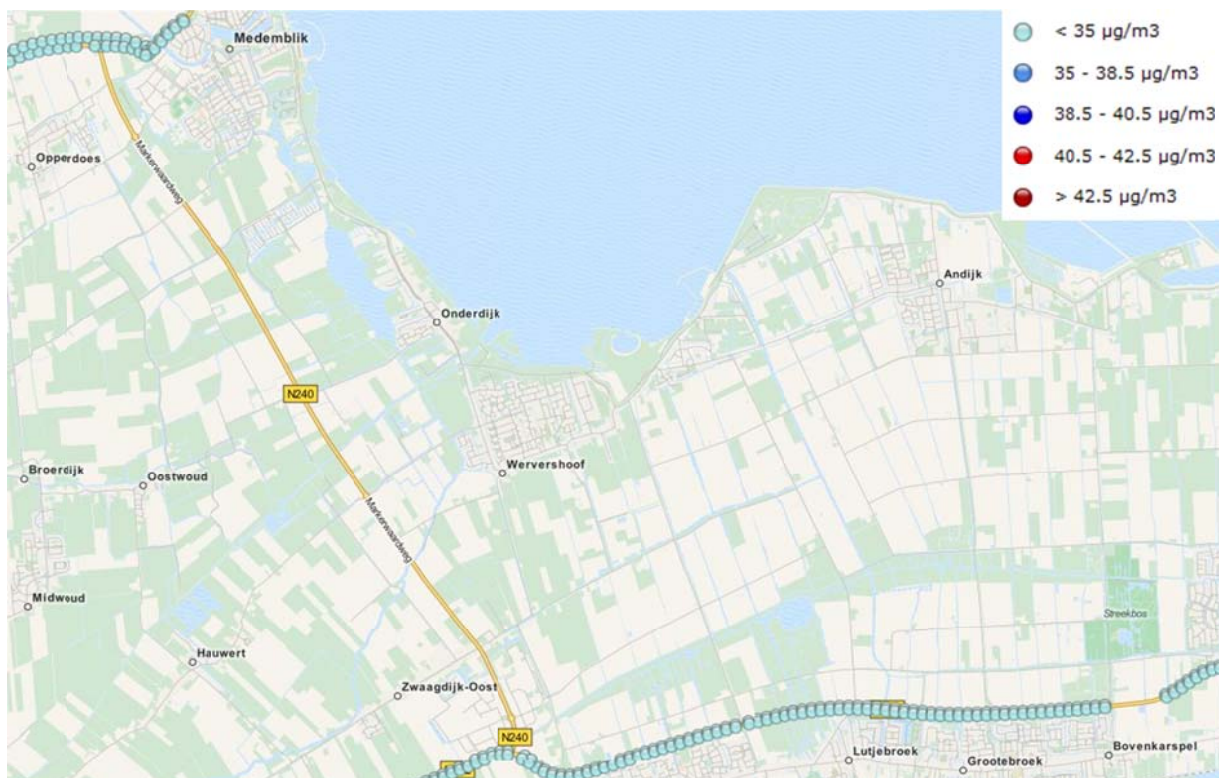 Medemblik
< 35 µg/m3
35 - 38.5 µg/m3
38.5 - 40.5 µg/m3
40.5 - 42.5 µg/m3
> 42.5 µg/m3
Opperdoes
Markerwaardweg
Andijk
Onderdijk
N240
Broerdijk
Oostwoud
Wervershoof
Markerwaardweg
Midwoud
Streekbos
Hauwert
Zwaagdijk-Oost
N240
Lutjebroek
Bovenkarspel
Grootebroek